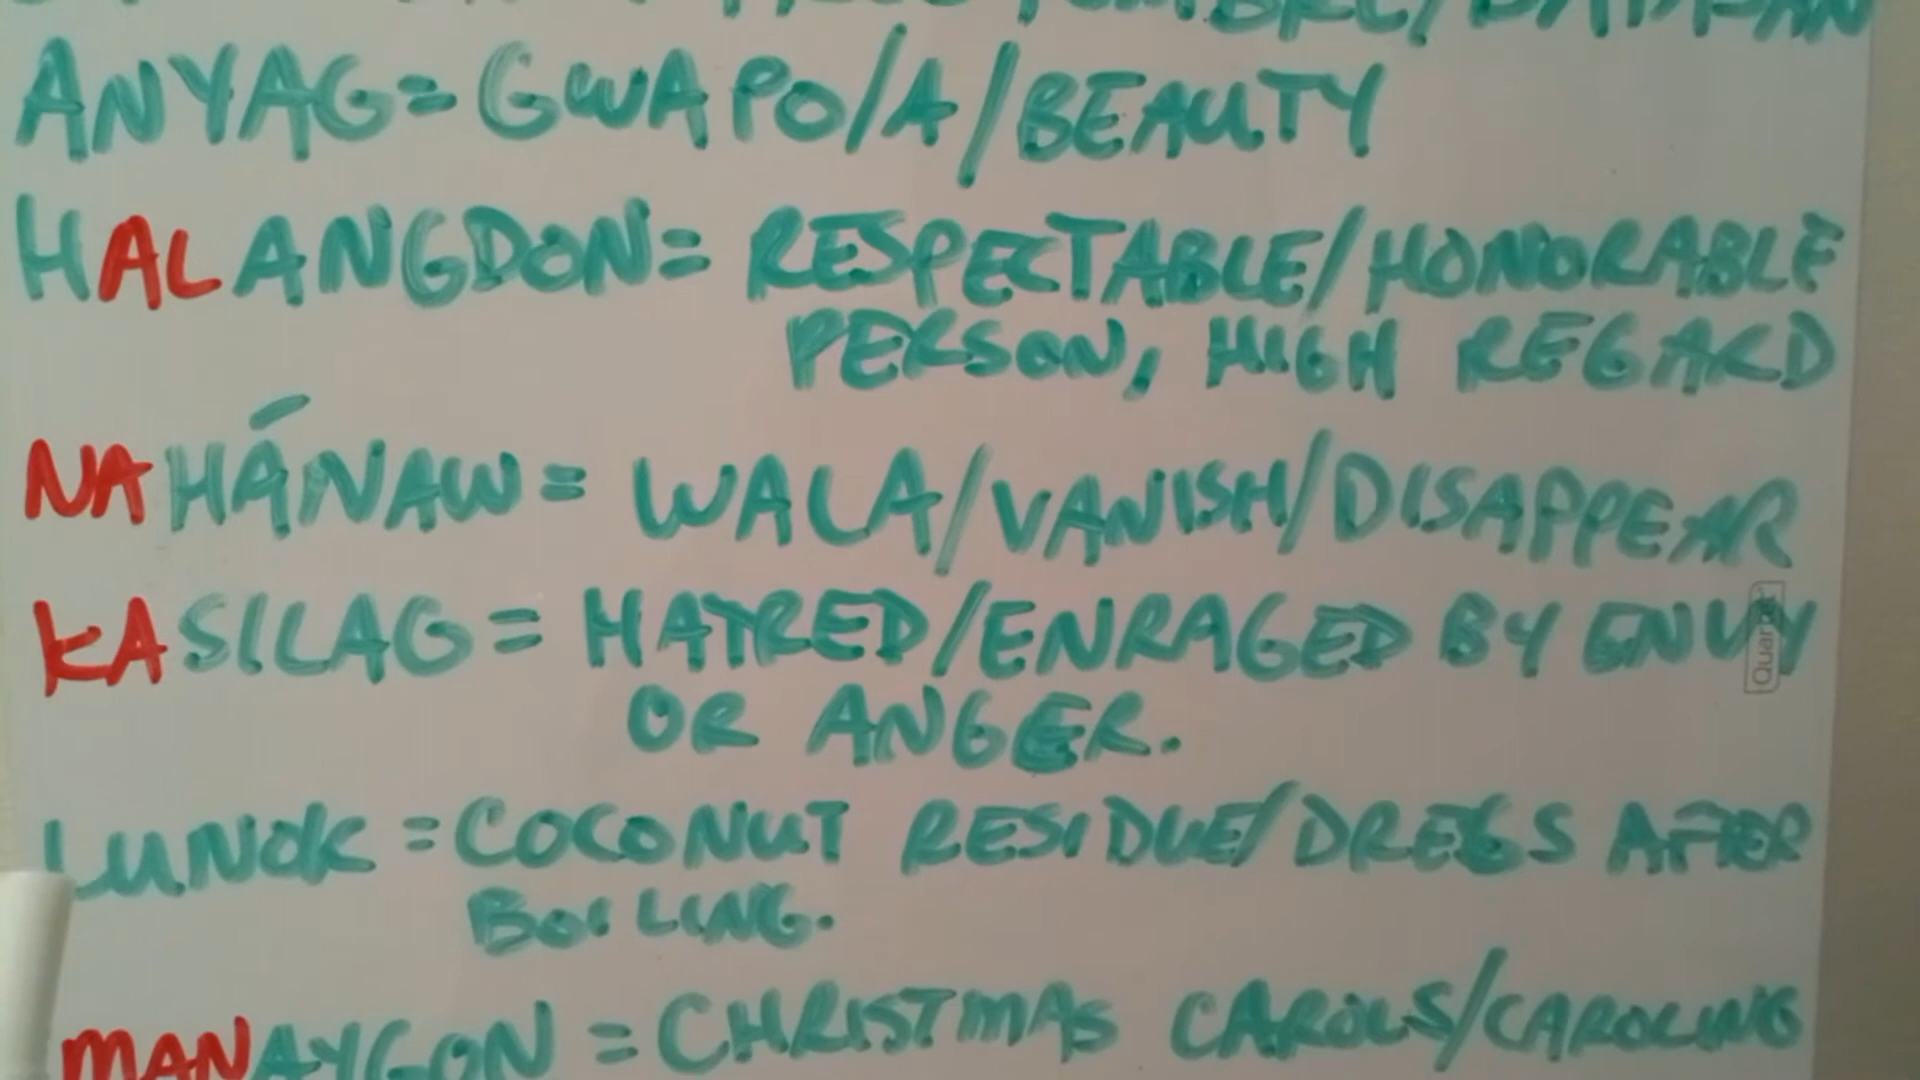 ANYAG= GWAPO/A/BEAUTY
HALANGDON= RESPECTABLE/HONORABLE
PERSON, HIGH REGARD
NAHÁNAW= WALA/VANISH/DISAPPEAR
KASILAG= HATRED/ENRAGED BY ENVY
OR ANGER.
LUNOK=COCONUT RESIDUE/DREGS AFTER
BOILING.
MANAYGON=CHRISTMAS CAROLS/CAROLING
Quartet